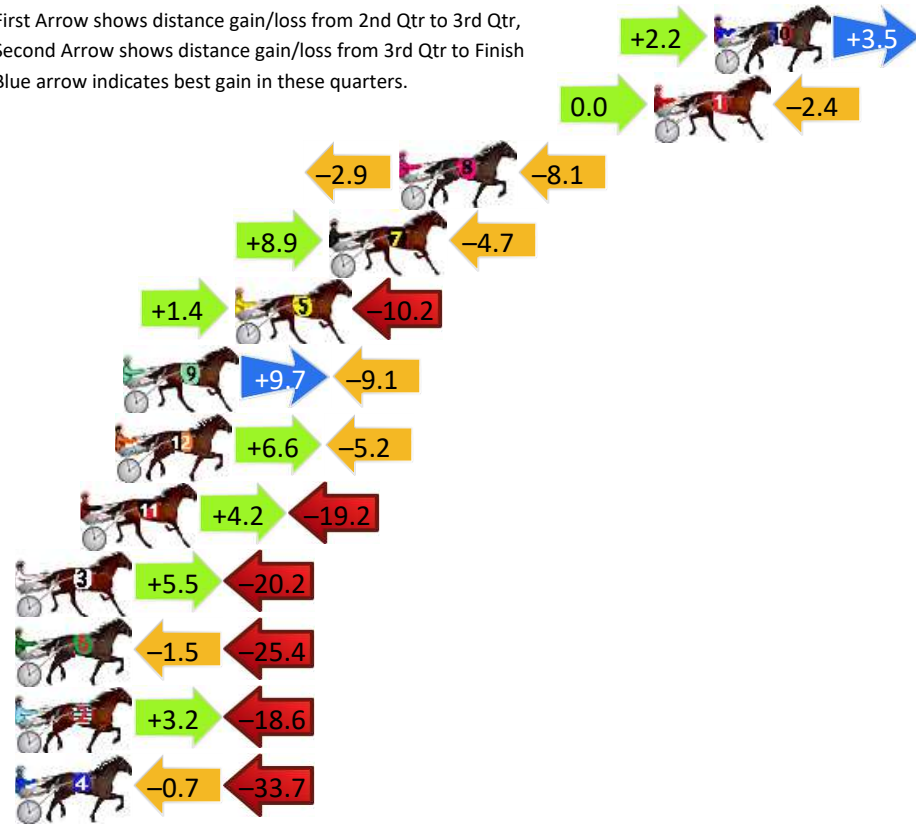 First Arrow shows distance gain/loss from 2nd Qtr to 3rd Qtr,
Second Arrow shows distance gain/loss from 3rd Qtr to Finish
Blue arrow indicates best gain in these quarters.
+2.2 10 +3.5
0.0 1 –2.4
–2.9 8 –8.1
+8.9 7 –4.7
+1.4 5 –10.2
9 +9.7 –9.1
12 +6.6 –5.2
11 +4.2 –19.2
3 +5.5 –20.2
6 –1.5 –25.4
2 +3.2 –18.6
4 –0.7 –33.7